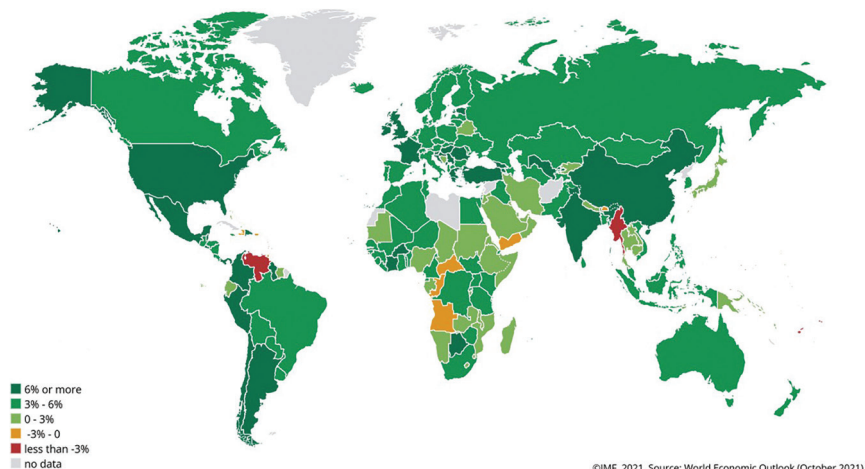 6% or more
3% - 6%
0 - 3%
-3% - 0
less than -3%
no data
©IMF, 2021, Source: World Economic Outlook (October 2021)